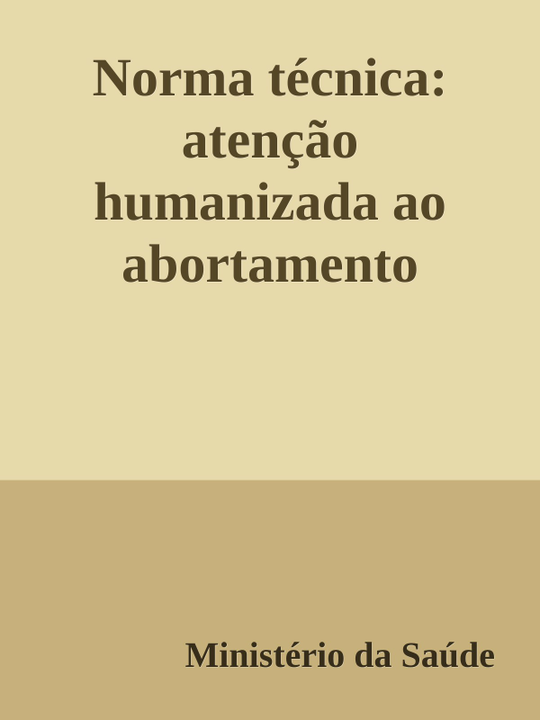 Norma técnica:
atenção
humanizada ao
abortamento
Ministério da Saúde